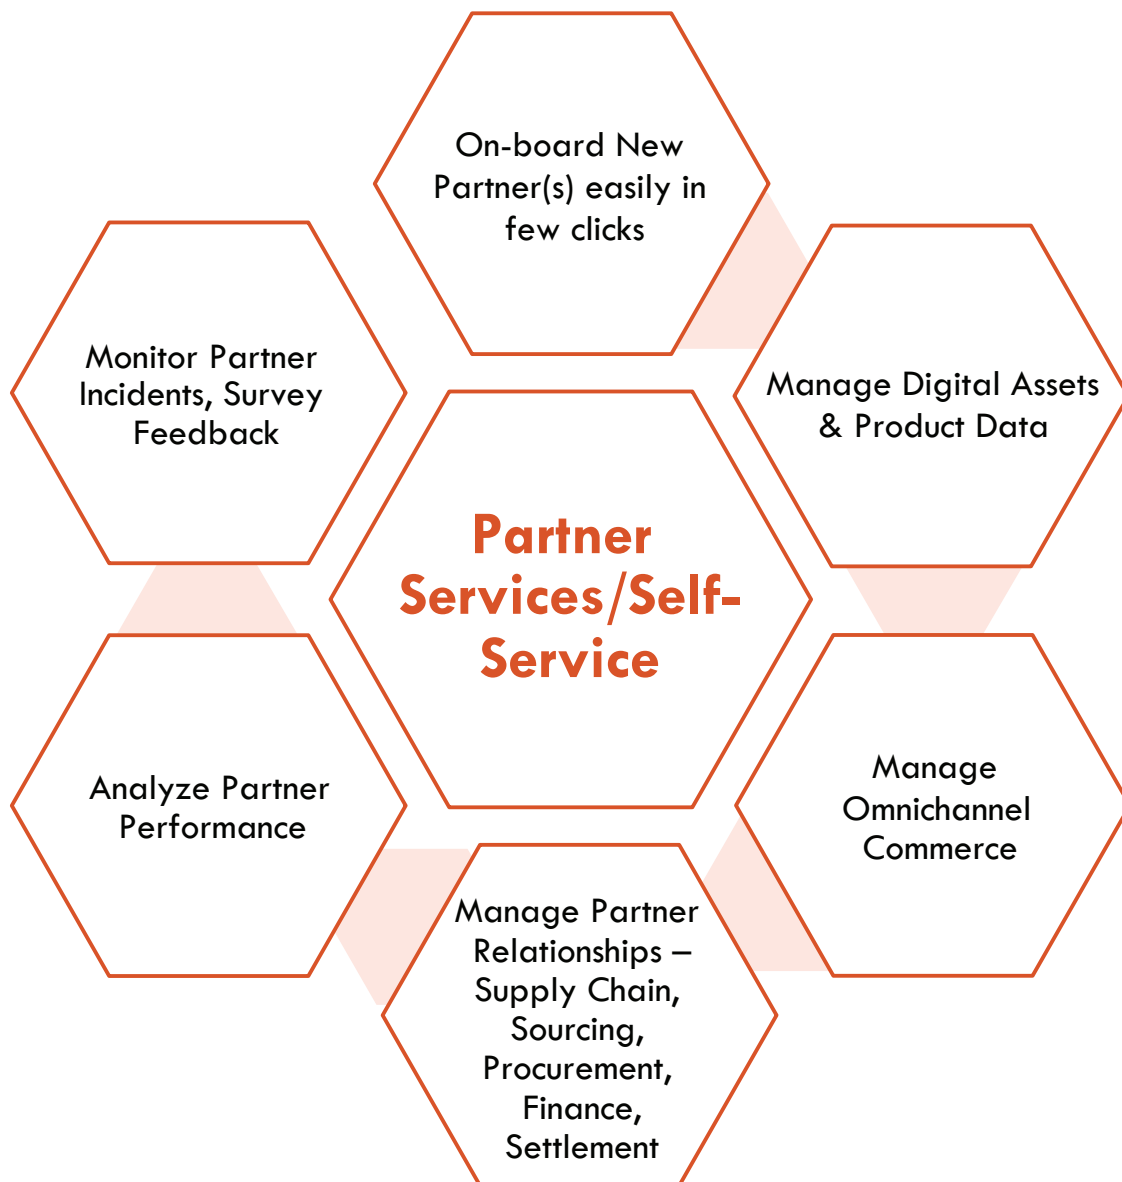 On-board New
Partner(s) easily in
few clicks
Monitor Partner
Incidents, Survey
Feedback
Manage Digital Assets
& Product Data
Partner
Services/Self-
Service
Analyze Partner
Performance
Manage
Omnichannel
Commerce
Manage Partner
Relationships –
Supply Chain,
Sourcing,
Procurement,
Finance,
Settlement